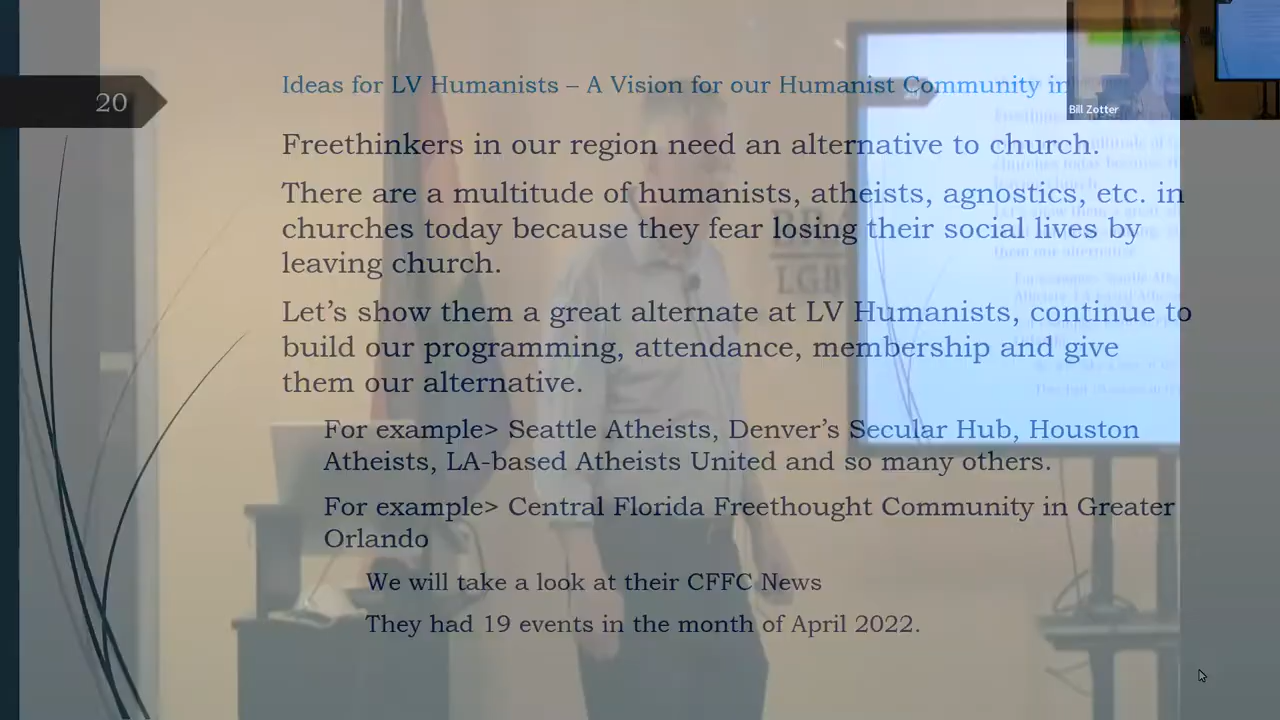 20
Ideas for LV Humanists – A Vision for our Humanist Community in
Bill Zotter
Freethinkers in our region need an alternative to church.
There are a multitude of humanists, atheists, agnostics, etc. in
churches today because they fear losing their social lives by
leaving church.
Let’s show them a great alternate at LV Humanists, continue to
build our programming, attendance, membership and give
them our alternative.
For example> Seattle Atheists, Denver’s Secular Hub, Houston
Atheists, LA-based Atheists United and so many others.
For example> Central Florida Freethought Community in Greater
Orlando
We will take a look at their CFFC News
They had 19 events in the month of April 2022.